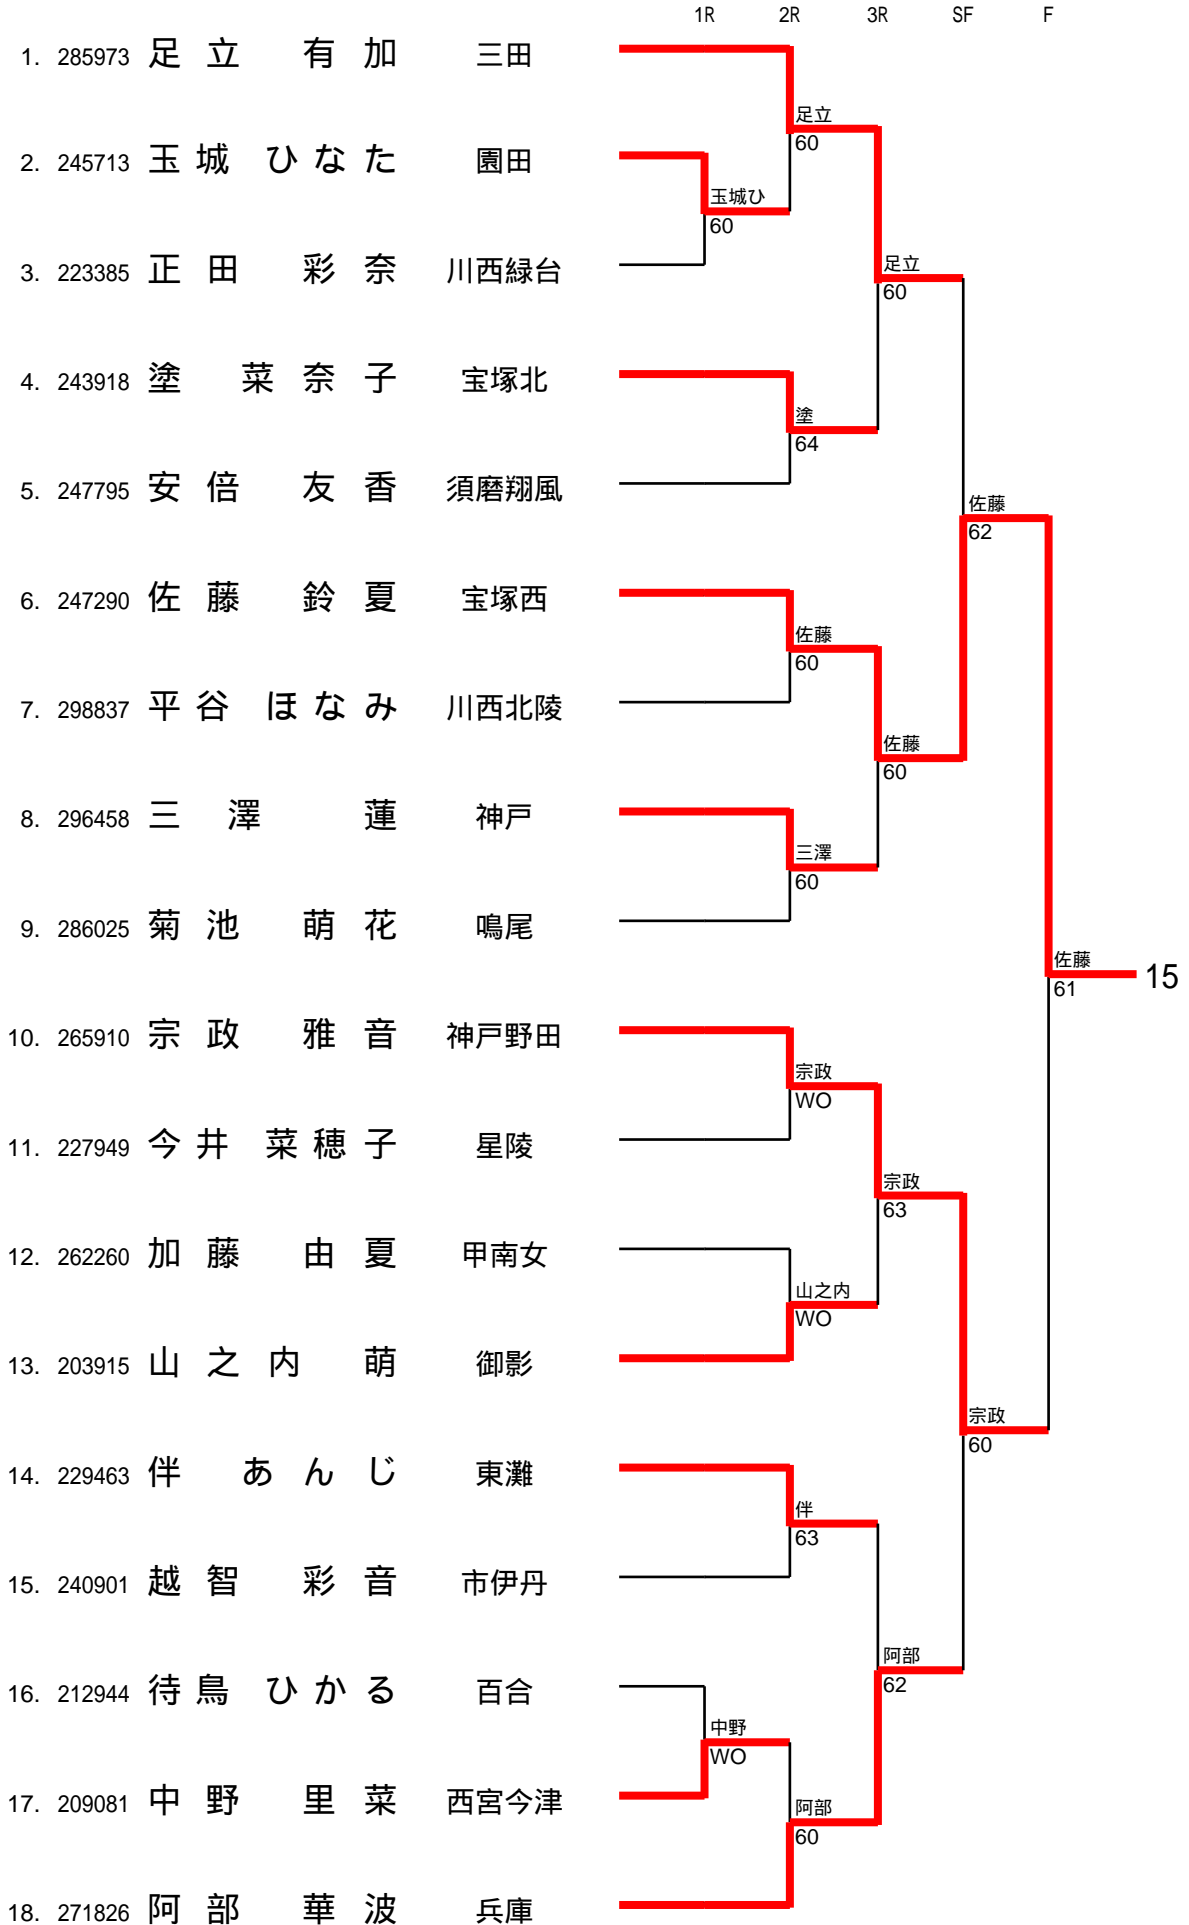 1R 2R 3R SF F
1. 285973 足立 有加 三田
足立
60
2. 245713 玉城 ひなた 園田
玉城ひ
60
3. 223385 正田 彩奈 川西緑台
足立
60
4. 243918 塗 菜奈子 宝塚北
塗
64
5. 247795 安倍 友香 須磨翔風
佐藤
62
6. 247290 佐藤 鈴夏 宝塚西
佐藤
60
7. 298837 平谷 ほなみ 川西北陵
佐藤
60
8. 296458 三澤 蓮 神戸
三澤
60
9. 286025 菊池 萌花 鳴尾
佐藤
61
15
10. 265910 宗政 雅音 神戸野田
宗政
WO
11. 227949 今井 菜穂子 星陵
宗政
63
12. 262260 加藤 由夏 甲南女
山之内
WO
13. 203915 山之内 萌 御影
宗政
60
14. 229463 伴 あんじ 東灘
伴
63
15. 240901 越智 彩音 市伊丹
阿部
62
16. 212944 待鳥 ひかる 百合
中野
WO
17. 209081 中野 里菜 西宮今津
阿部
60
18. 271826 阿部 華波 兵庫